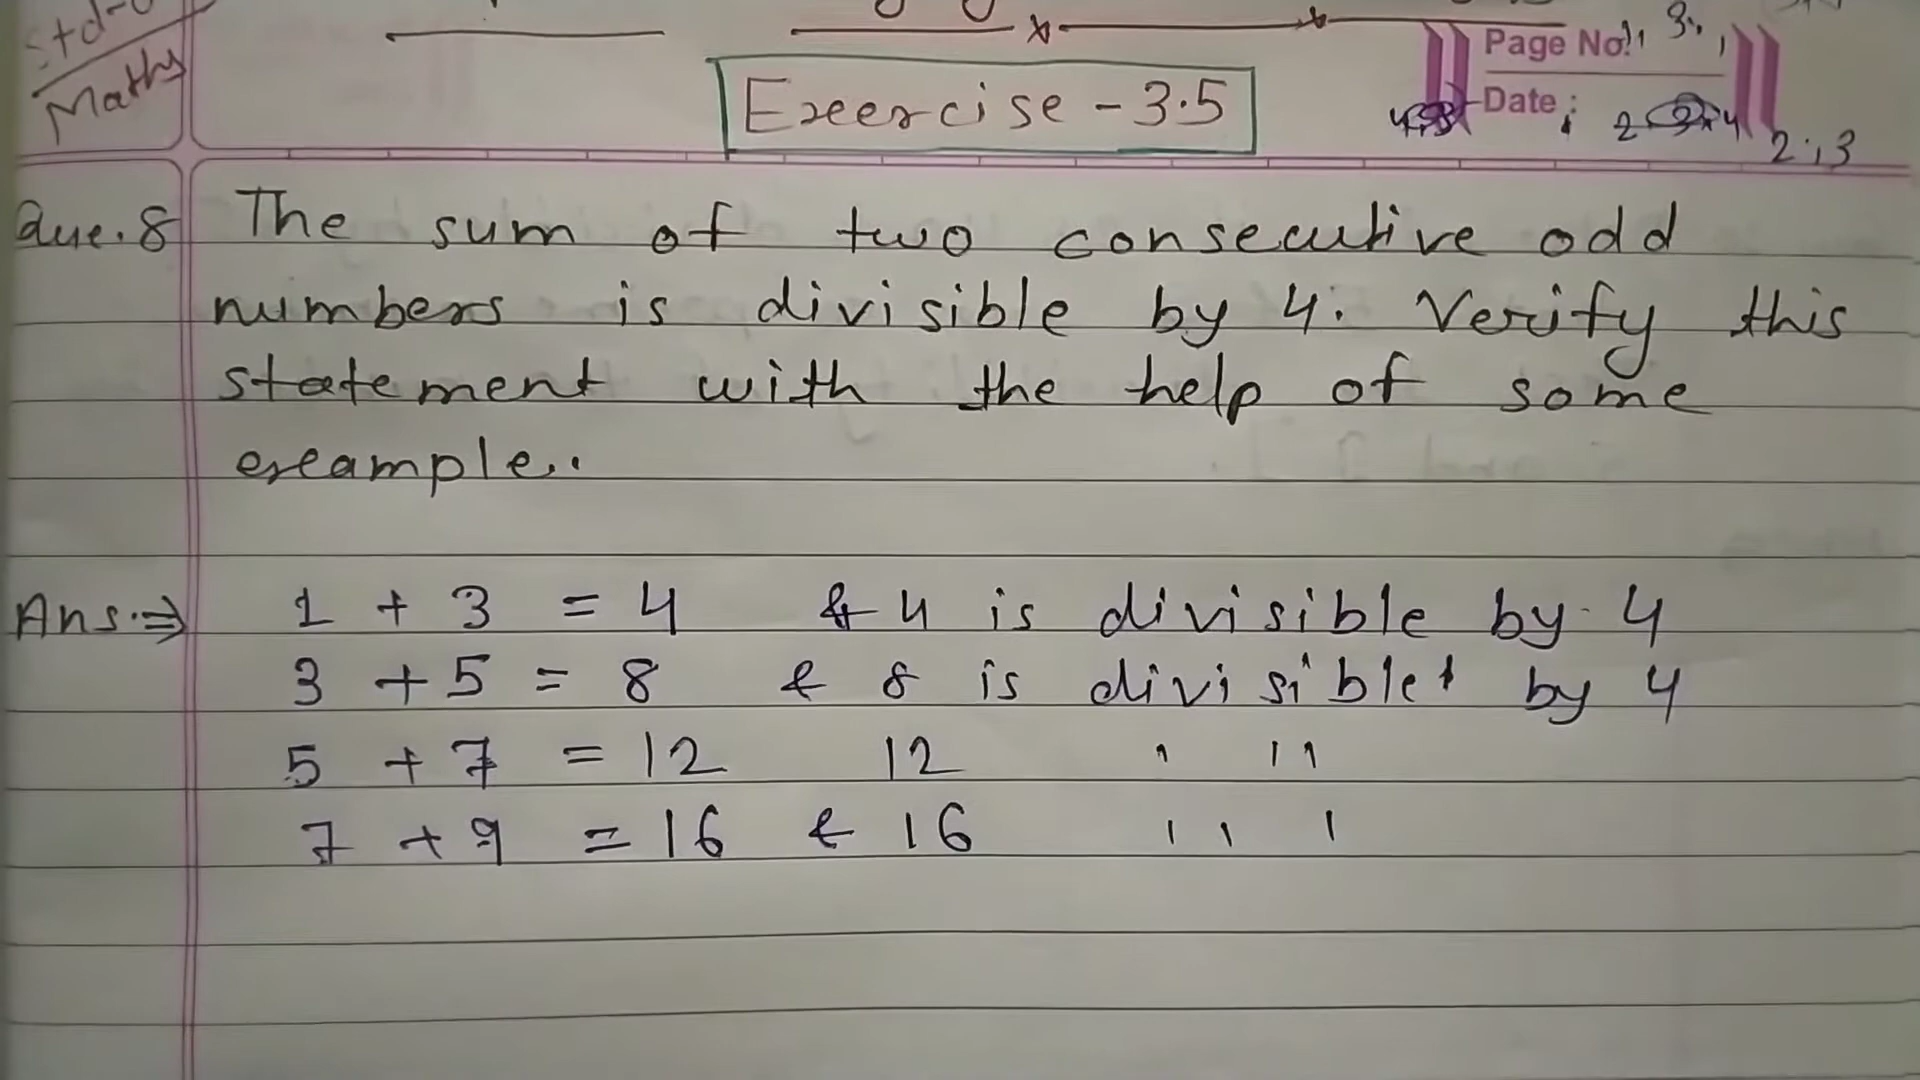 Std-
Maths
Page No.: 3.
Exercise - 3.5
Date :
2.,3
Que.8 The sum of two consecutive odd
numbers is divisible by 4. Verify this
statement with the help of some
example..
Ans.⇒ 1 + 3 = 4 & 4 is divisible by 4
3 + 5 = 8 & 8 is divisible by 4
5 + 7 = 12 12 ' ' '
7 + 9 = 16 & 16 ' ' '